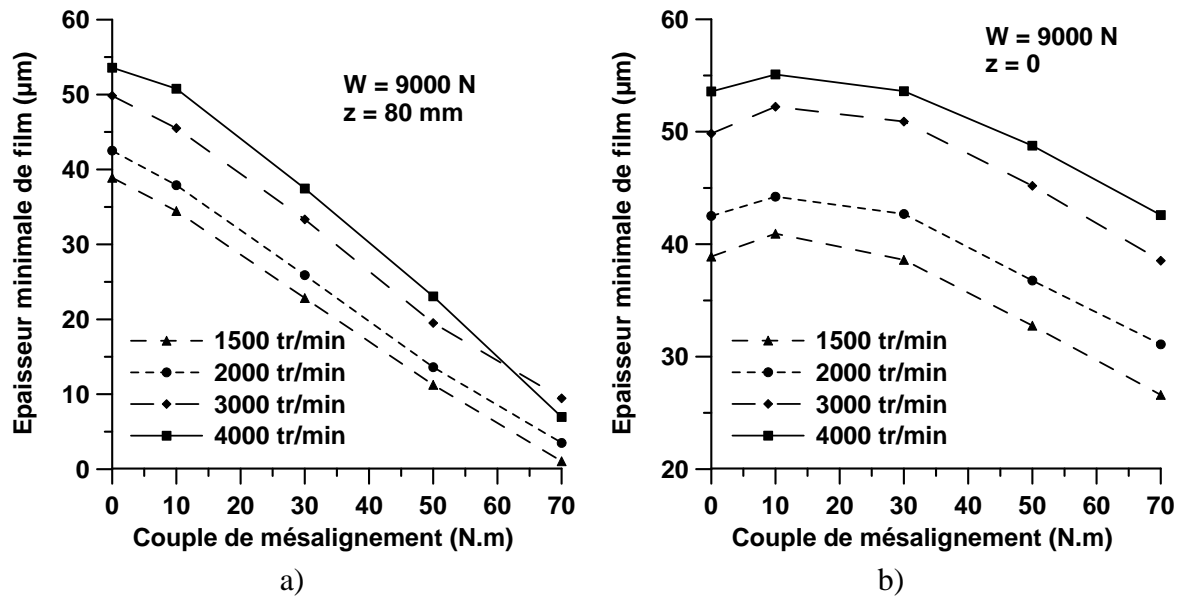 60
50
40
30
20
10
0
Epaisseur minimale de film (µm)
W = 9000 N
z = 80 mm
1500 tr/min
2000 tr/min
3000 tr/min
4000 tr/min
0 10 20 30 40 50 60 70
Couple de mésalignement (N.m)
a)
60
50
40
30
20
Epaisseur minimale de film (µm)
W = 9000 N
z = 0
1500 tr/min
2000 tr/min
3000 tr/min
4000 tr/min
0 10 20 30 40 50 60 70
Couple de mésalignement (N.m)
b)